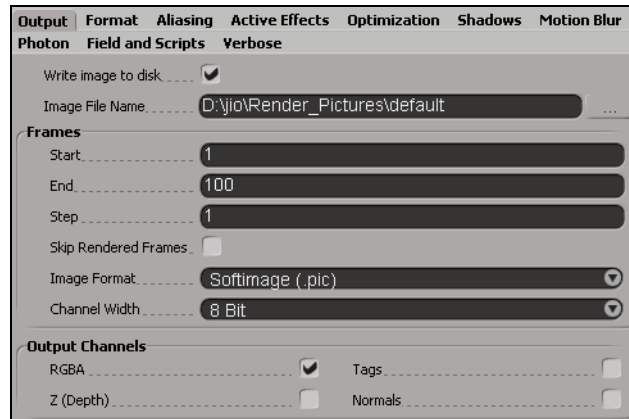 Output Format Aliasing Active Effects Optimization Shadows Motion Blur
Photon Field and Scripts Verbose
Write image to disk
Image File Name D:\jio\Render_Pictures\default ...
Frames
Start 1
End 100
Step 1
Skip Rendered Frames
Image Format Softimage (.pic)
Channel Width 8 Bit
Output Channels
RGBA Tags
Z (Depth) Normals